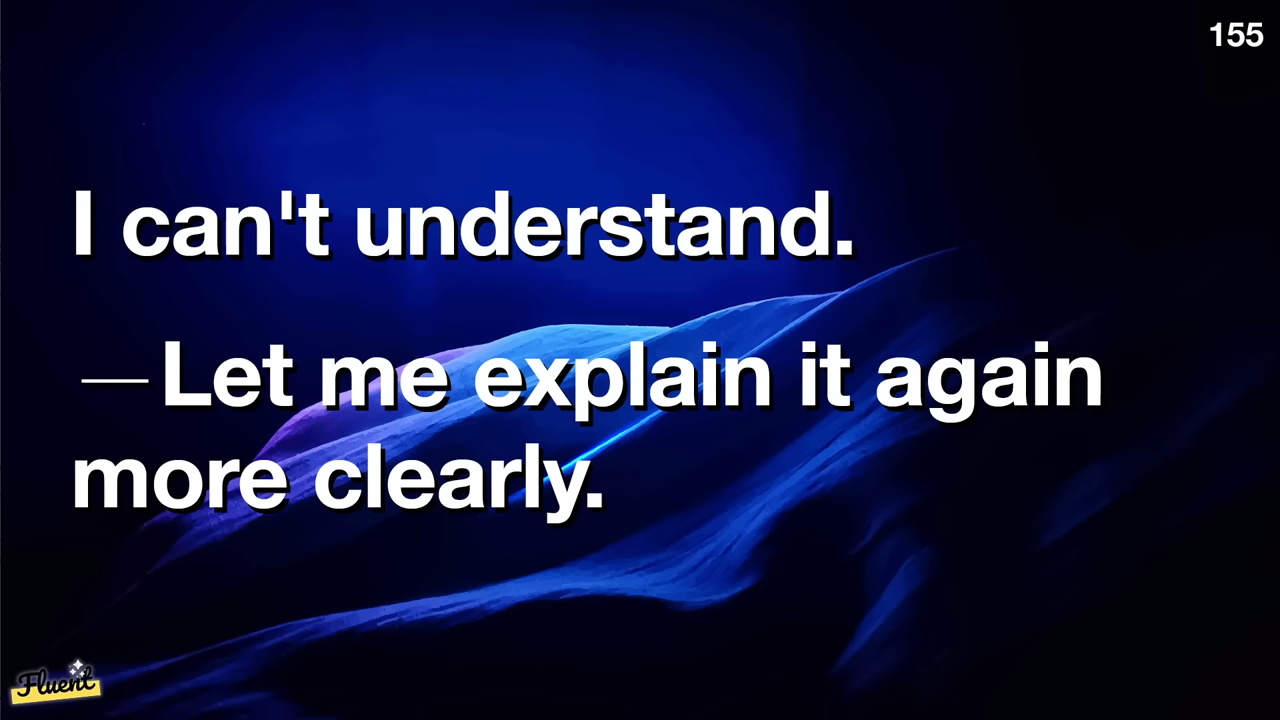 155
I can't understand.
— Let me explain it again
more clearly.
Fluent